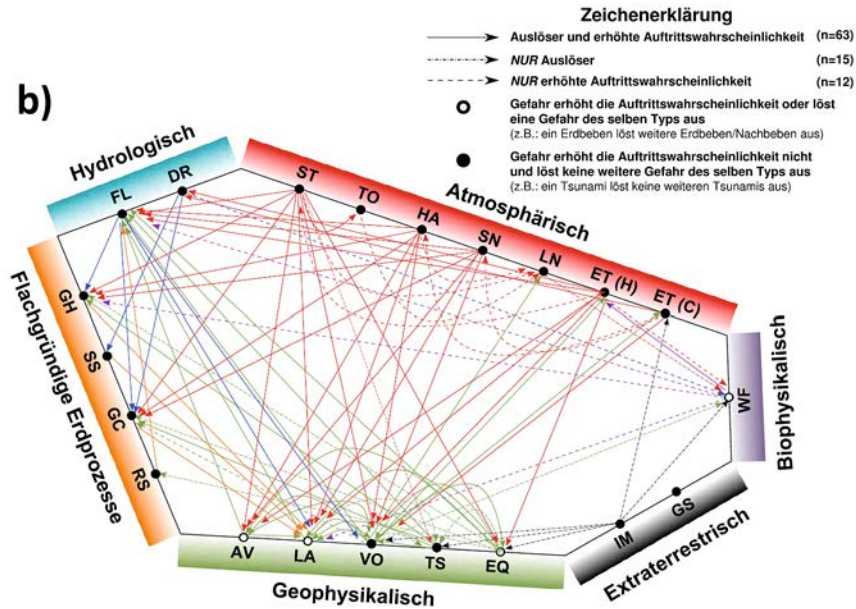 Zeichenerklärung
Auslöser und erhöhte Auftrittswahrscheinlichkeit (n=63)
NUR Auslöser (n=15)
NUR erhöhte Auftrittswahrscheinlichkeit (n=12)
Gefahr erhöht die Auftrittswahrscheinlichkeit oder löst
eine Gefahr des selben Typs aus
(z.B.: ein Erdbeben löst weitere Erdbeben/Nachbeben aus)
Gefahr erhöht die Auftrittswahrscheinlichkeit nicht
und löst keine weitere Gefahr des selben Typs aus
(z.B.: ein Tsunami löst keine weiteren Tsunamis aus)
b)
Hydrologisch
FL
DR
Atmosphärisch
ST
TO
HA
SN
LN
ET (H)
ET (C)
Biophysikalisch
WF
Extraterrestrisch
GS
IM
Geophysikalisch
AV
LA
VO
TS
EQ
Flachgründige Erdprozesse
GH
SS
GC
RS